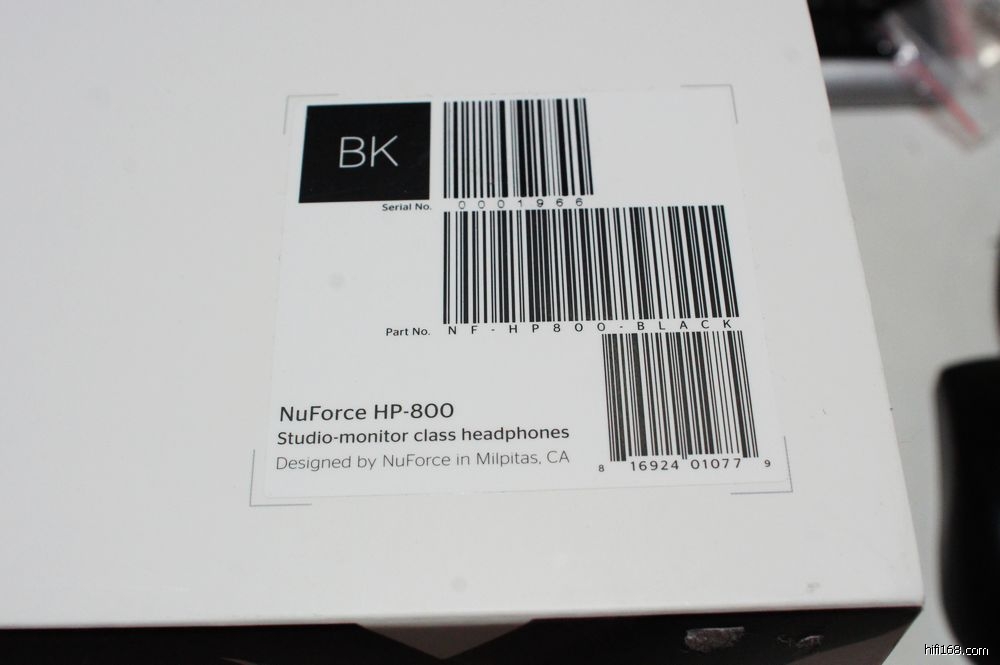 BK
Serial No.
0001966
Part No.
NF-HP800-BLACK
NuForce HP-800
Studio-monitor class headphones
Designed by NuForce in Milpitas, CA
8 16924 01077 9
hifi168.com